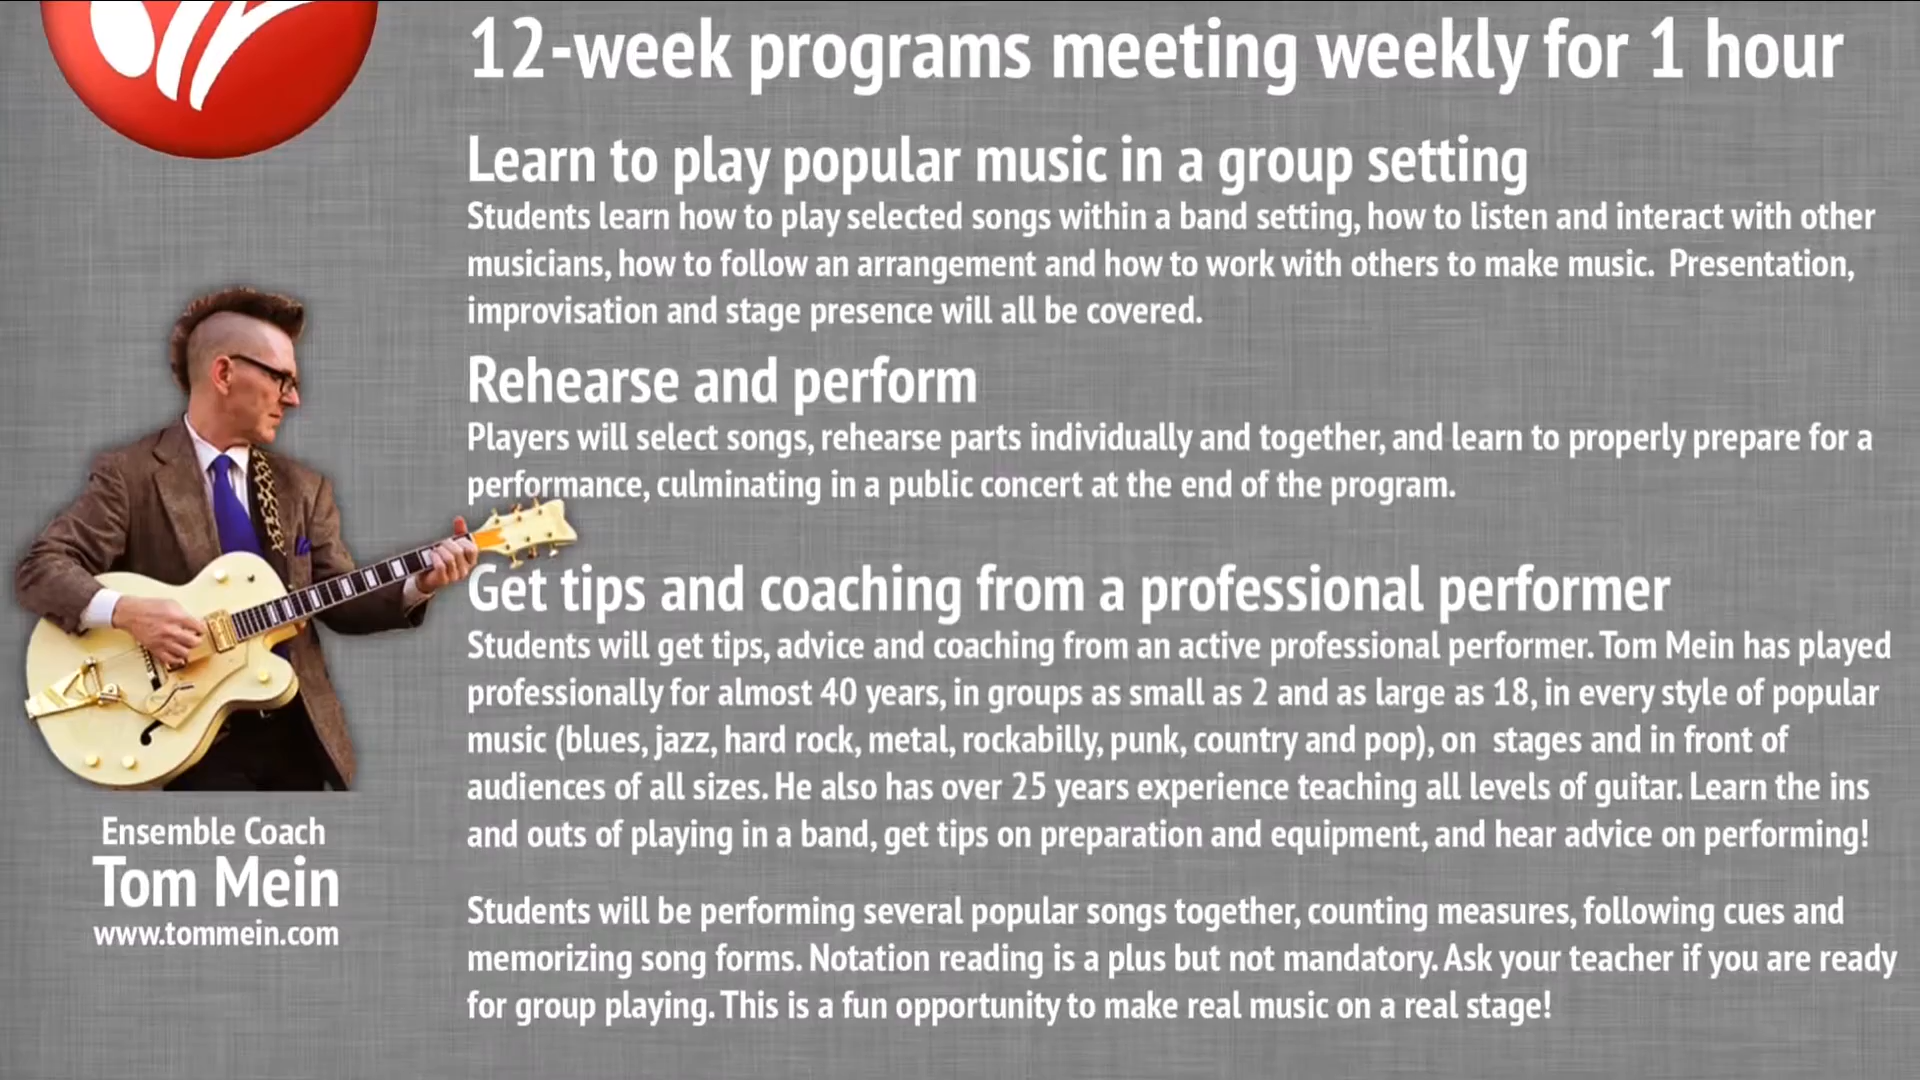 12-week programs meeting weekly for 1 hour
Learn to play popular music in a group setting
Students learn how to play selected songs within a band setting, how to listen and interact with other
musicians, how to follow an arrangement and how to work with others to make music.  Presentation,
improvisation and stage presence will all be covered.
Rehearse and perform
Players will select songs, rehearse parts individually and together, and learn to properly prepare for a
performance, culminating in a public concert at the end of the program.
Get tips and coaching from a professional performer
Students will get tips, advice and coaching from an active professional performer. Tom Mein has played
professionally for almost 40 years, in groups as small as 2 and as large as 18, in every style of popular
music (blues, jazz, hard rock, metal, rockabilly, punk, country and pop), on  stages and in front of
audiences of all sizes. He also has over 25 years experience teaching all levels of guitar. Learn the ins
and outs of playing in a band, get tips on preparation and equipment, and hear advice on performing!
Students will be performing several popular songs together, counting measures, following cues and
memorizing song forms. Notation reading is a plus but not mandatory. Ask your teacher if you are ready
for group playing. This is a fun opportunity to make real music on a real stage!
Ensemble Coach
Tom Mein
www.tommein.com